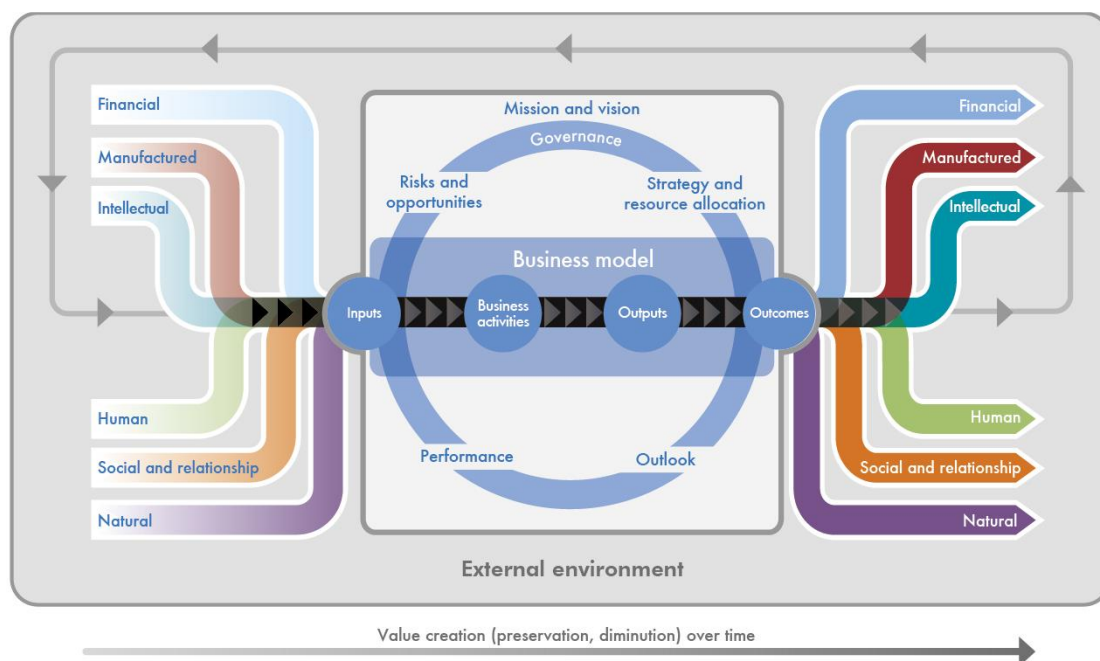 Financial
Manufactured
Intellectual
Human
Social and relationship
Natural
Mission and vision
Governance
Risks and
opportunities
Strategy and
resource allocation
Business model
Inputs
Business
activities
Outputs
Outcomes
Performance
Outlook
Financial
Manufactured
Intellectual
Human
Social and relationship
Natural
External environment
Value creation (preservation, diminution) over time